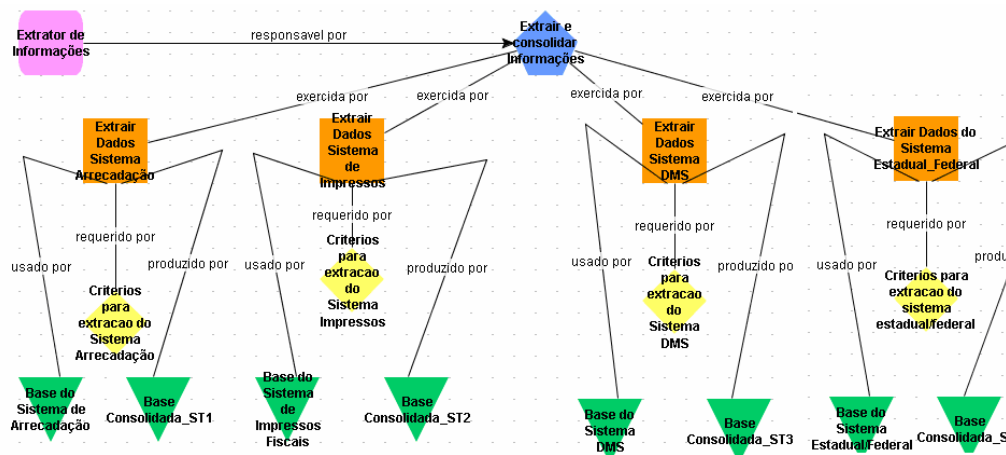 Extrator de
Informações
responsavel por
Extrair e
consolidar
Informações
exercida por
exercida por
exercida por
exercida por
Extrair
Dados
Sistema
Arrecadação
Extrair
Dados
Sistema
de
Impressos
Extrair
Dados
Sistema
DMS
Extrair Dados do
Sistema
Estadual_Federal
usado por
requerido por
produzido por
usado por
requerido por
produzido por
usado por
requerido por
produzido po
usado por
requerido por
produ
Criterios
para
extracao do
Sistema
Arrecadação
Criterios
para
extracao
do
Sistema
Impressos
Criterios
para
extracao
do
Sistema
DMS
Criterios para
extracao do
sistema
estadual/federal
Base do
Sistema de
Arrecadação
Base
Consolidada_ST1
Base do
Sistema
de
Impressos
Fiscais
Base
Consolidada_ST2
Base do
Sistema
DMS
Base
Consolidada_ST3
Base do
Sistema
Estadual/Federal
Base
Consolidada_S